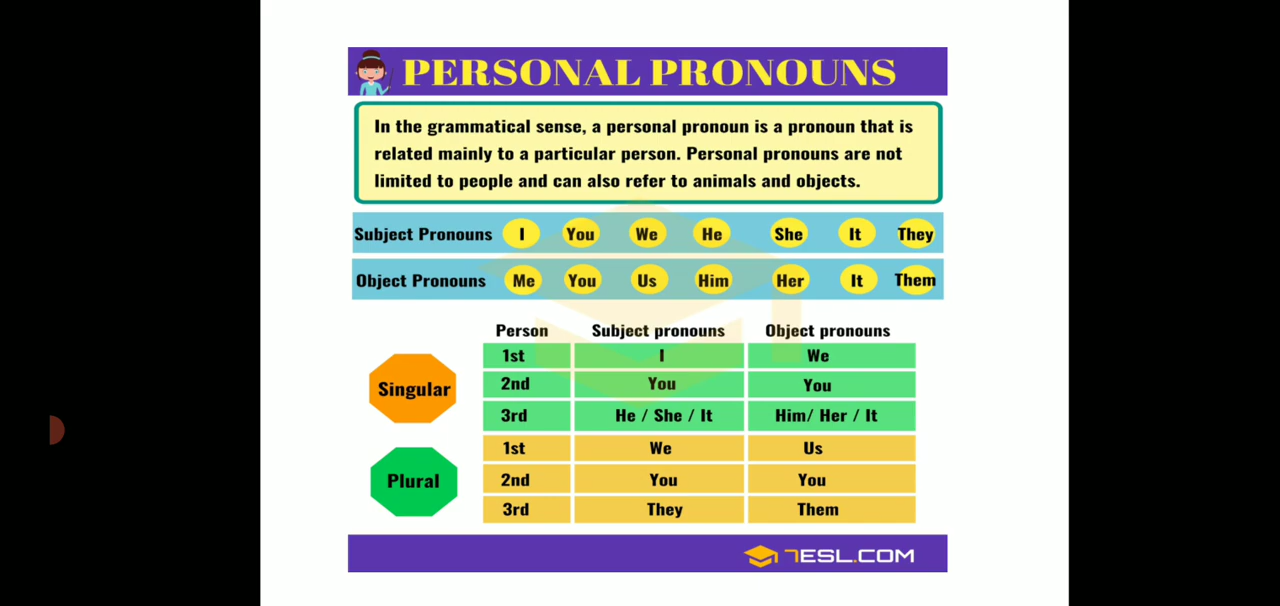 PERSONAL PRONOUNS
In the grammatical sense, a personal pronoun is a pronoun that is
related mainly to a particular person. Personal pronouns are not
limited to people and can also refer to animals and objects.
Subject Pronouns I You We He She It They
Object Pronouns Me You Us Him Her It Them
Person Subject pronouns Object pronouns
Singular
1st I We
2nd You You
3rd He / She / It Him/ Her / It
Plural
1st We Us
2nd You You
3rd They Them
7ESL.COM